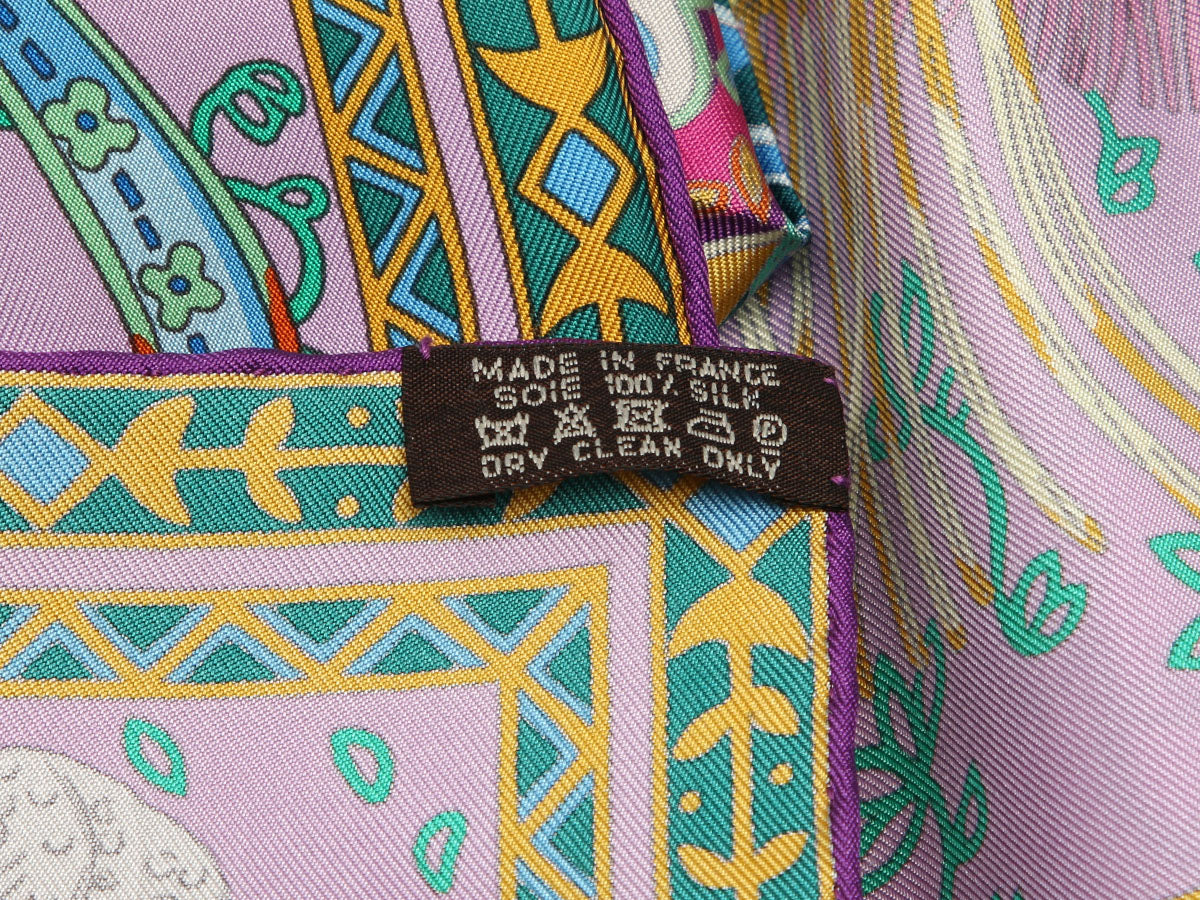 MADE IN FRANCE
SOIE 100% SILK
P
DRY CLEAN ONLY